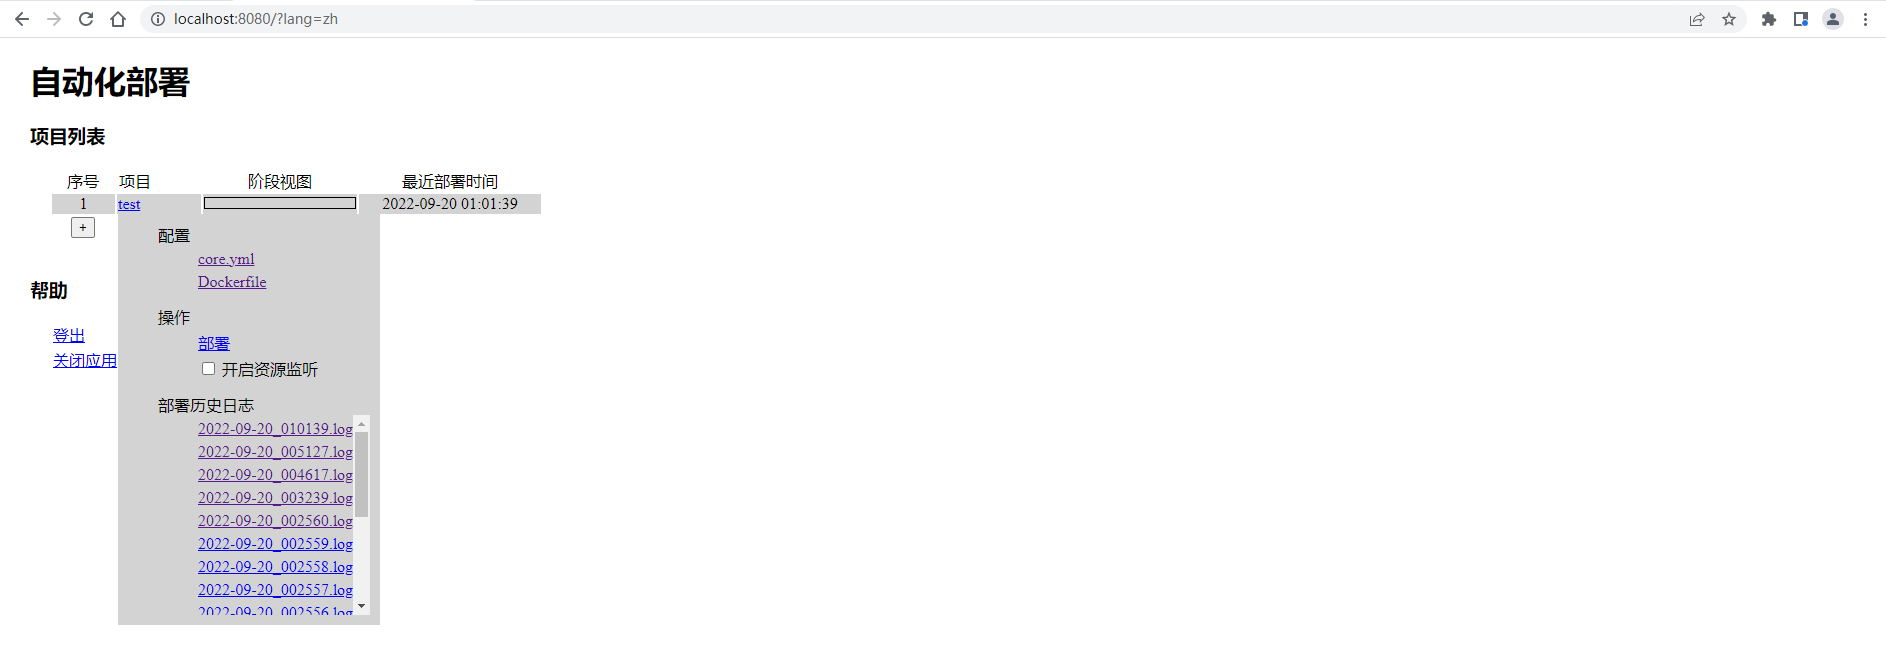 localhost:8080/?lang=zh
自动化部署
项目列表
序号 项目 阶段视图 最近部署时间
1 test 2022-09-20 01:01:39
+
配置
core.yml
Dockerfile
操作
部署
开启资源监听
部署历史日志
2022-09-20_010139.log
2022-09-20_005127.log
2022-09-20_004617.log
2022-09-20_003239.log
2022-09-20_002560.log
2022-09-20_002559.log
2022-09-20_002558.log
2022-09-20_002557.log
2022-09-20_002556.log
帮助
登出
关闭应用